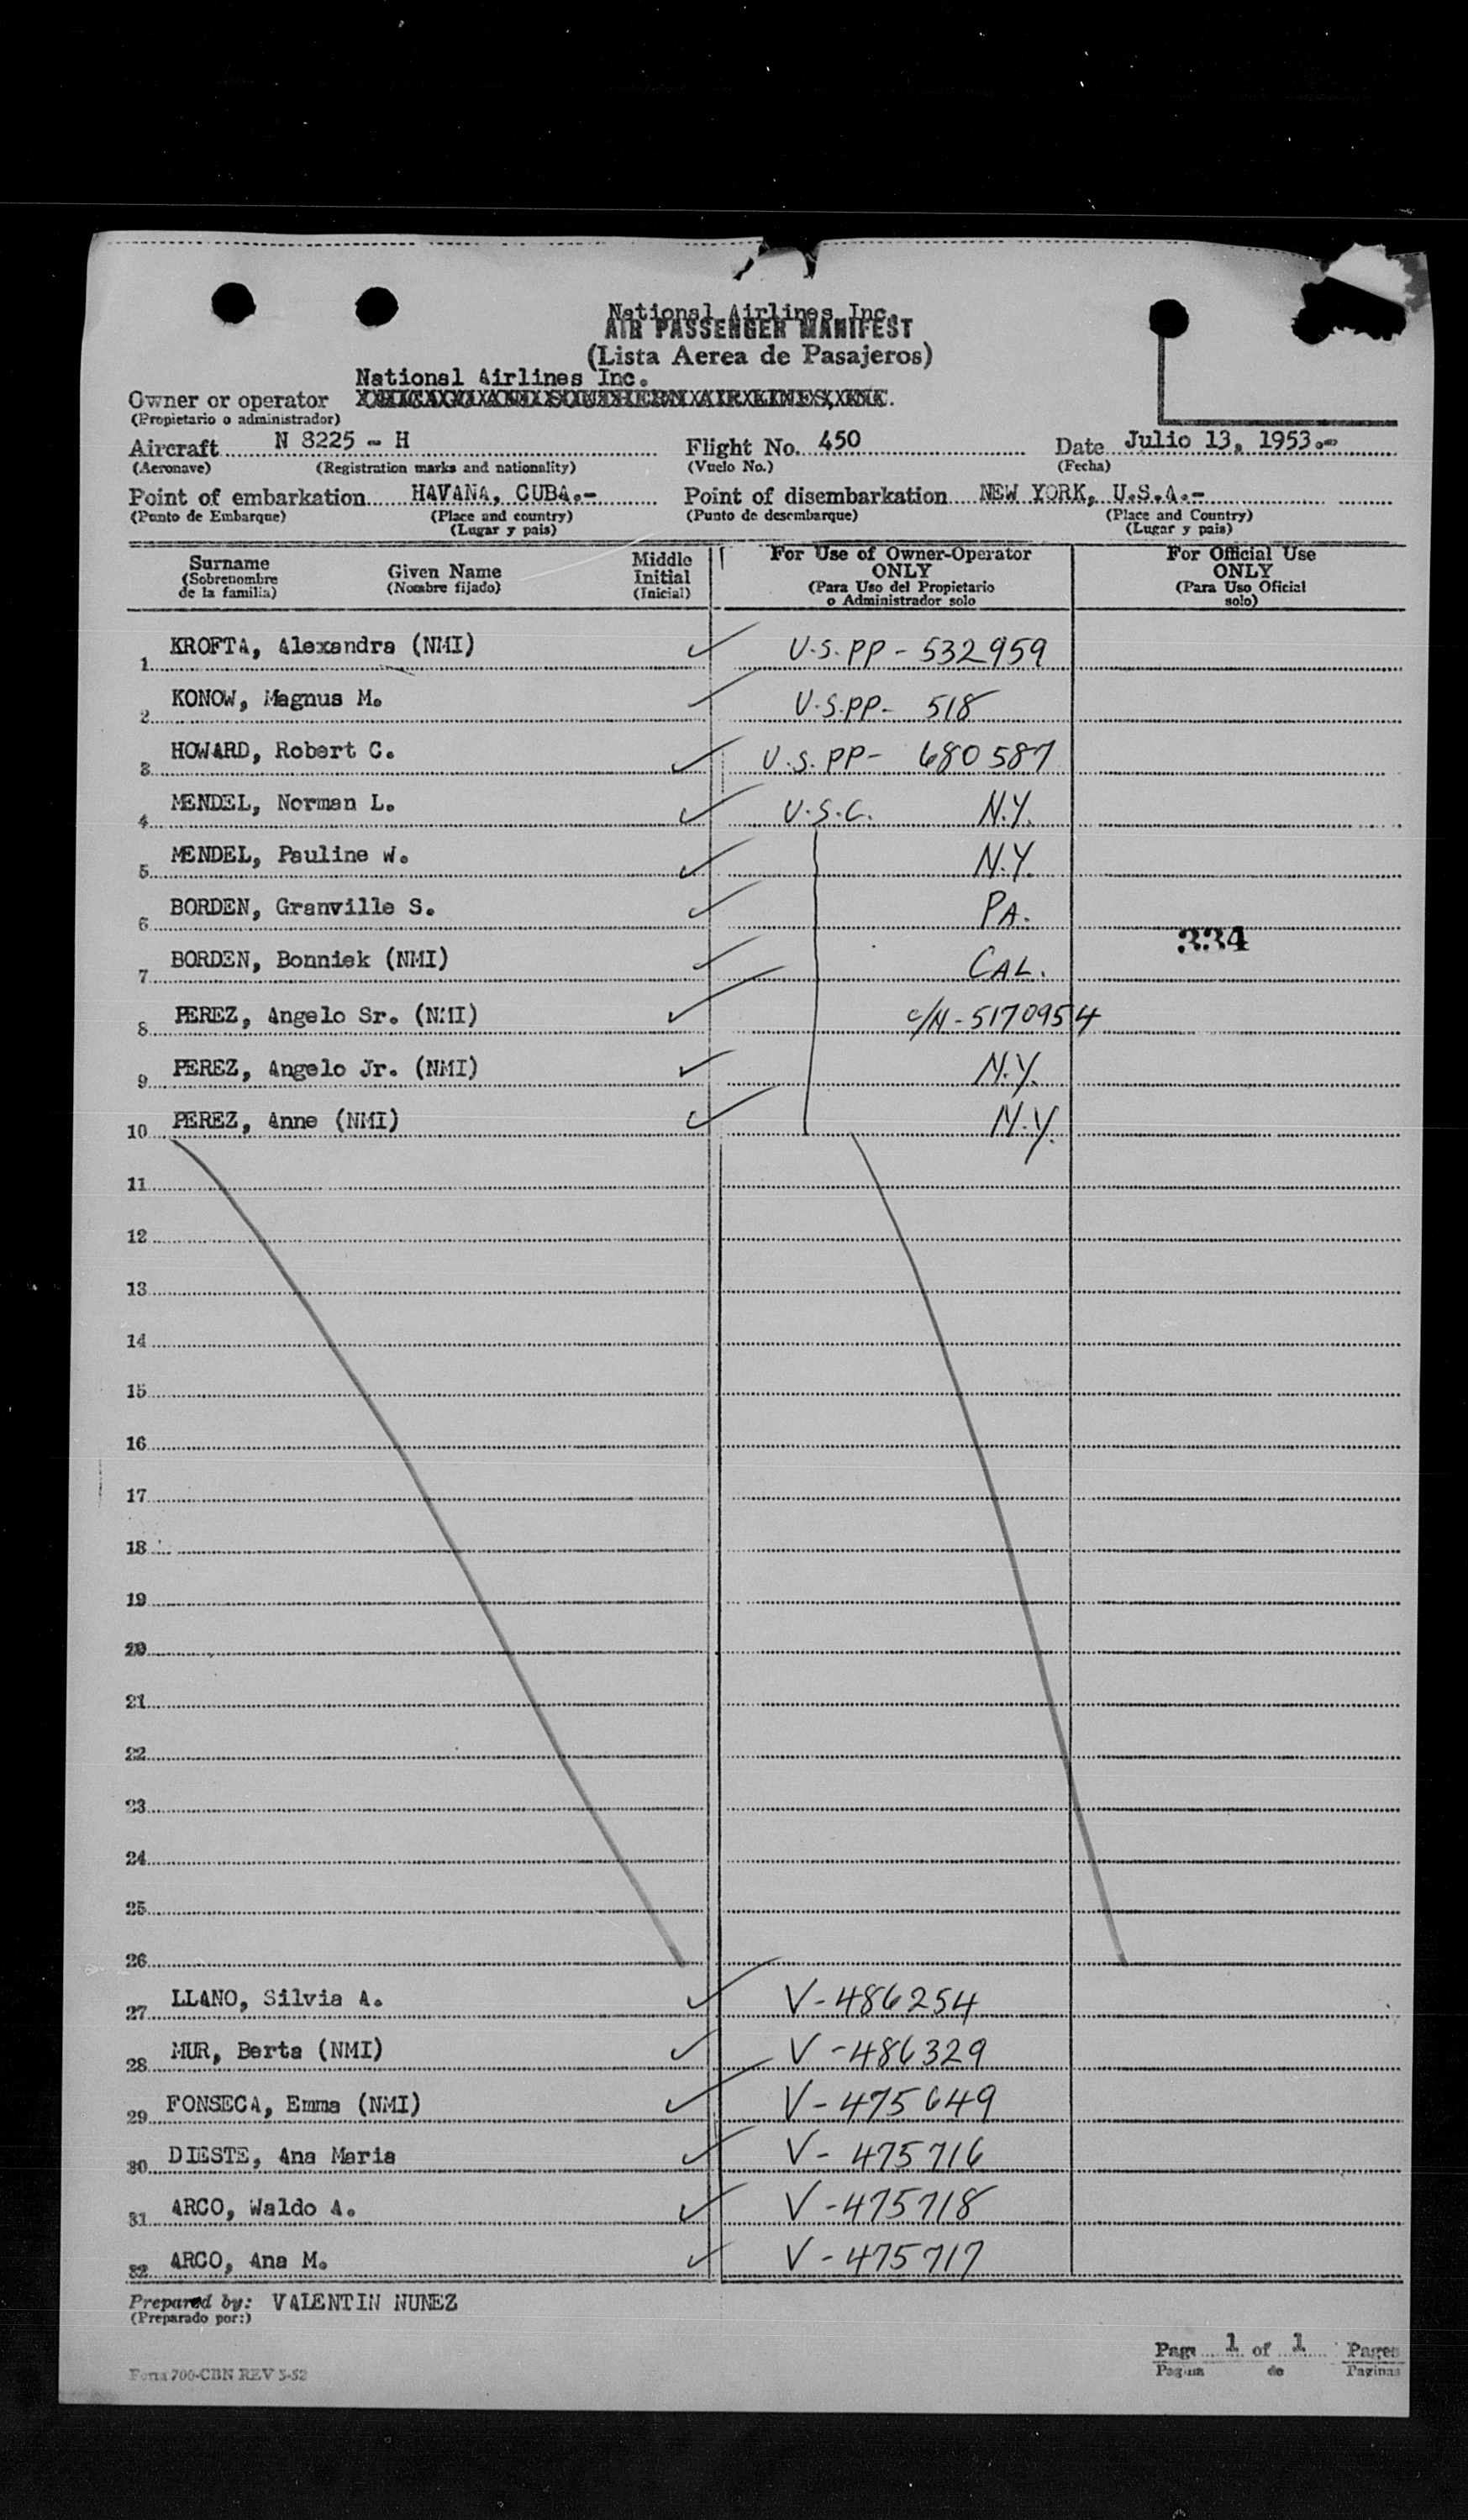 National Airlines Inc.
AIR PASSENGER MANIFEST
(Lista Aerea de Pasajeros)
National Airlines Inc.
Owner or operator
(Propietario o administrador)
Aircraft N 8225 - H Flight No. 450 Date Julio 13, 1953.-
(Aeronave) (Registration marks and nationality) (Vuelo No.) (Fecha)
Point of embarkation HAVANA, CUBA.- Point of disembarkation NEW YORK, U.S.A.-
(Punto de Embarque) (Place and country) (Punto de desembarque) (Place and Country)
(Lugar y pais) (Lugar y pais)
Surname Given Name Middle Initial For Use of Owner-Operator For Official Use
(Sobrenombre de la familia) (Nombre fijado) (Inicial) ONLY ONLY
(Para Uso del Propietario o Administrador solo (Para Uso Oficial solo)
1 KROFTA, Alexandra (NMI) ✓ U.S. PP - 532959
2 KONOW, Magnus M. ✓ U.S.PP- 518
3 HOWARD, Robert C. ✓ U.S. PP- 680587
4 MENDEL, Norman L. ✓ U.S.C. N.Y.
5 MENDEL, Pauline W. ✓ N.Y.
6 BORDEN, Granville S. ✓ PA.
334
7 BORDEN, Bonniek (NMI) ✓ CAL.
8 PEREZ, Angelo Sr. (NMI) ✓ c/N-5170954
9 PEREZ, Angelo Jr. (NMI) ✓ N.Y.
10 PEREZ, Anne (NMI) ✓ N.Y.
11
12
13
14
15
16
17
18
19
20
21
22
23
24
25
26
27 LLANO, Silvia A. ✓ V-486254
28 MUR, Berta (NMI) ✓ V-486329
29 FONSECA, Emma (NMI) ✓ V-475649
30 DIESTE, Ana Maria ✓ V-475716
31 ARCO, Waldo A. ✓ V-475718
32 ARCO, Ana M. ✓ V-475717
Prepared by: VALENTIN NUNEZ
(Preparado por:)
Page 1 of 1 Pages
Pagina de Paginas
Form 700-CBN REV 3-52